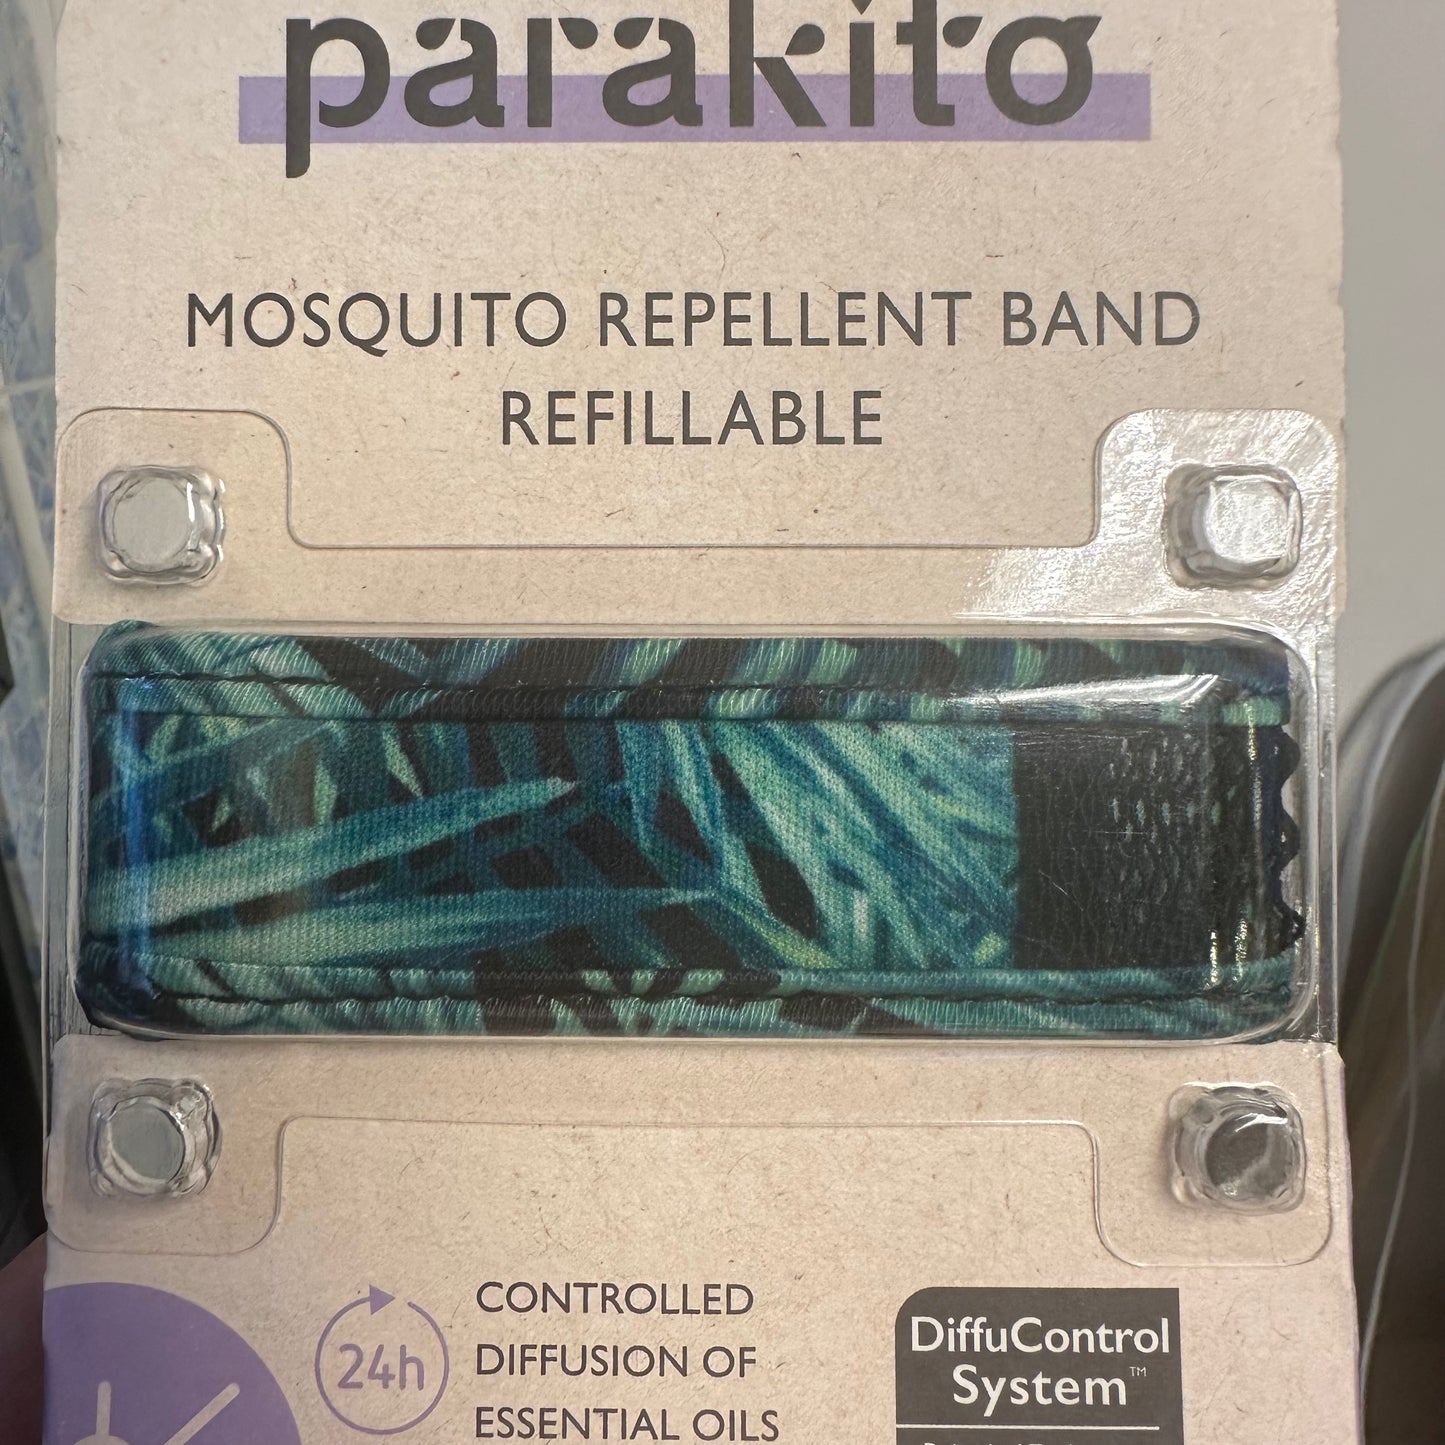 parakito
MOSQUITO REPELLENT BAND
REFILLABLE
24h
CONTROLLED
DIFFUSION OF
ESSENTIAL OILS
DiffuControl
System™